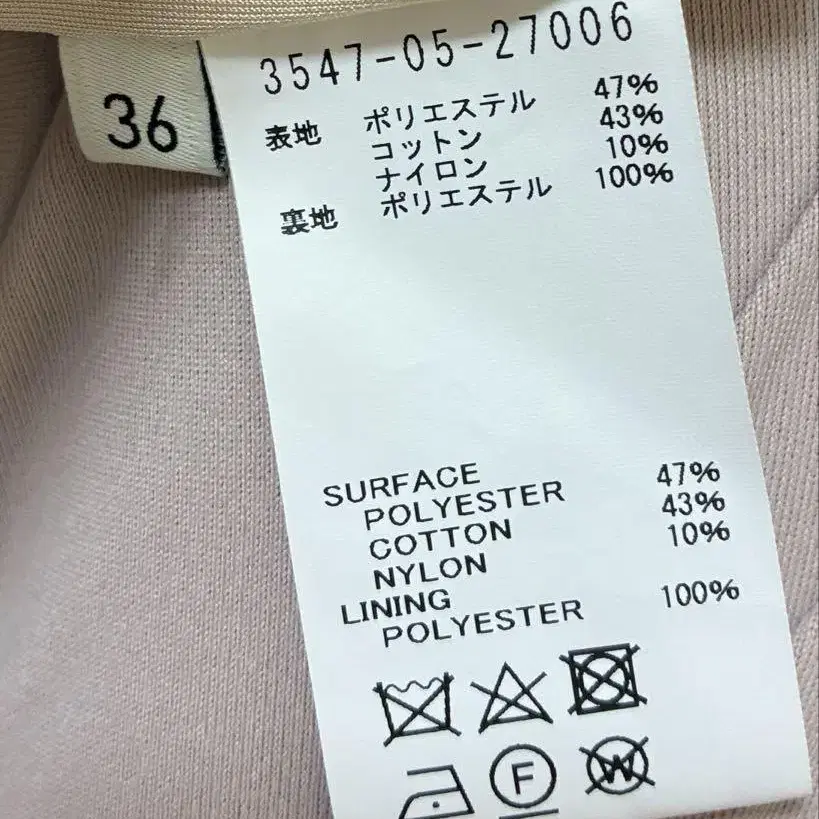 36
3547-05-27006
表地 ポリエステル 47%
コットン 43%
ナイロン 10%
裏地 ポリエステル 100%
SURFACE
POLYESTER 47%
COTTON 43%
NYLON 10%
LINING
POLYESTER 100%
F W